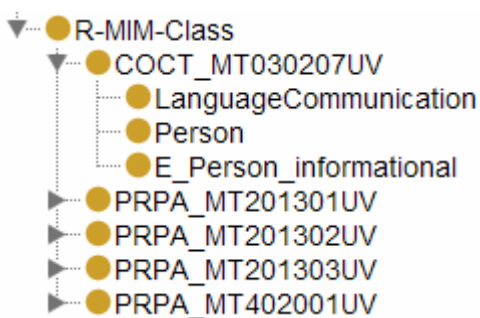 R-MIM-Class
COCT_MT030207UV
LanguageCommunication
Person
E_Person_informational
PRPA_MT201301UV
PRPA_MT201302UV
PRPA_MT201303UV
PRPA_MT402001UV